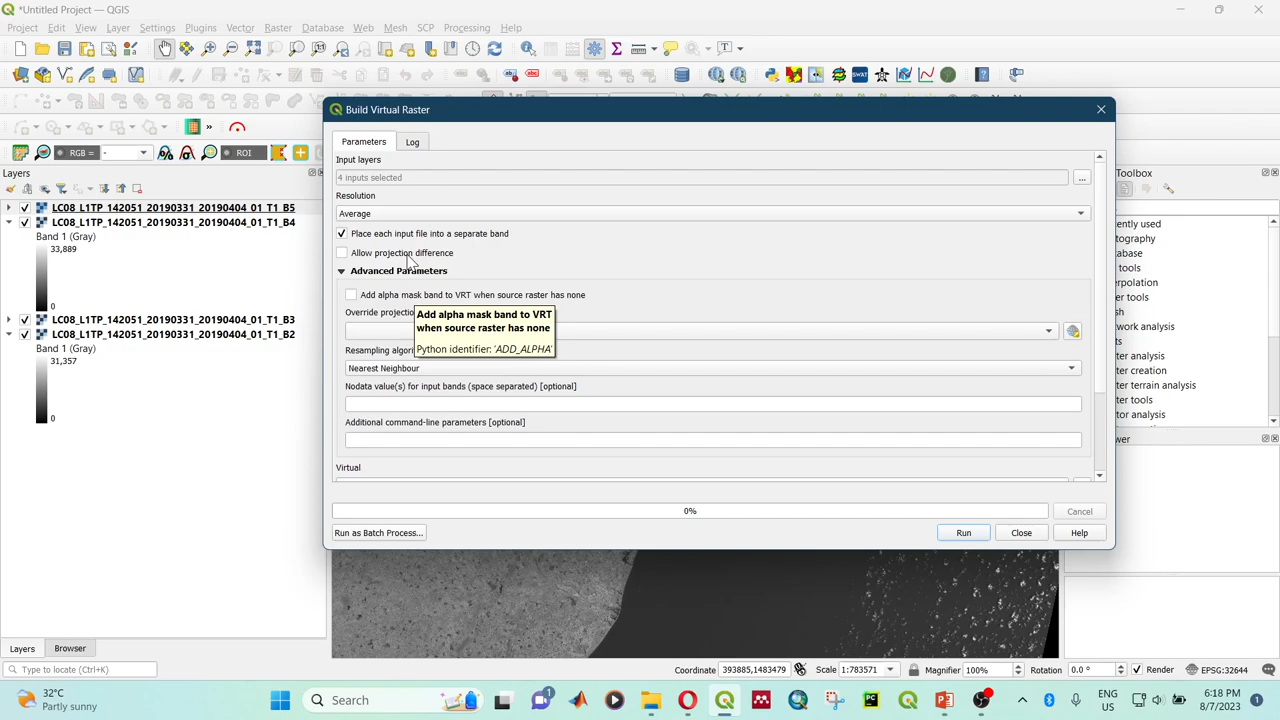 *Untitled Project — QGIS
Project Edit View Layer Settings Plugins Vector Raster Database Web Mesh SCP Processing Help
Build Virtual Raster
Parameters Log
RGB = - ROI
Layers
Toolbox
LC08_L1TP_142051_20190331_20190404_01_T1_B5
LC08_L1TP_142051_20190331_20190404_01_T1_B4
Band 1 (Gray)
33,889
0
LC08_L1TP_142051_20190331_20190404_01_T1_B3
LC08_L1TP_142051_20190331_20190404_01_T1_B2
Band 1 (Gray)
31,357
0
Input layers
4 inputs selected
...
Resolution
Average
Place each input file into a separate band
Allow projection difference
Advanced Parameters
Add alpha mask band to VRT when source raster has none
Override projectio
Add alpha mask band to VRT
when source raster has none
Python identifier: 'ADD_ALPHA'
Resampling algori
Nearest Neighbour
Nodata value(s) for input bands (space separated) [optional]
Additional command-line parameters [optional]
Virtual
0%
Cancel
Run as Batch Process...
Run Close Help
ently used
tography
abase
tools
sh
work analysis
ts
ter analysis
ter creation
ter terrain analysis
ter tools
tor analysis
wer
Layers Browser
Type to locate (Ctrl+K)
Coordinate 393885,1483479 Scale 1:783571 Magnifier 100% Rotation 0.0 ° Render EPSG:32644
32°C
Partly sunny
Search
ENG
US
6:18 PM
8/7/2023